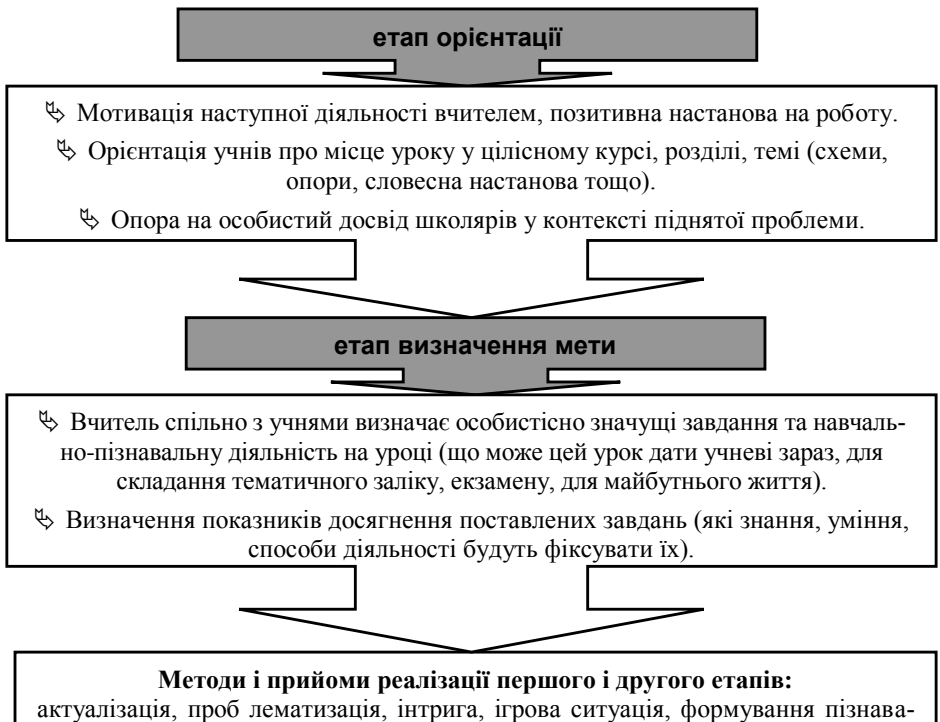 етап орієнтації
Мотивація наступної діяльності вчителем, позитивна настанова на роботу.
Орієнтація учнів про місце уроку у цілісному курсі, розділі, темі (схеми,
опори, словесна настанова тощо).
Опора на особистий досвід школярів у контексті піднятої проблеми.
етап визначення мети
Вчитель спільно з учнями визначає особистісно значущі завдання та навчаль-
но-пізнавальну діяльність на уроці (що може цей урок дати учневі зараз, для
складання тематичного заліку, екзамену, для майбутнього життя).
Визначення показників досягнення поставлених завдань (які знання, уміння,
способи діяльності будуть фіксувати їх).
Методи і прийоми реалізації першого і другого етапів:
актуалізація, проб лематизація, інтрига, ігрова ситуація, формування пізнава-